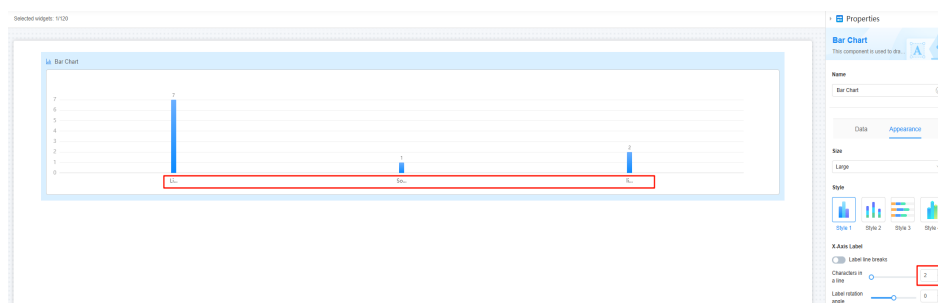 Selected widgets: 1/120
Properties
Bar Chart
This component is used to dra...
A
Name
Bar Chart
Data Appearance
Size
Large
Style
Style 1 Style 2 Style 3 Style
X-Axis Label
Label line breaks
Characters in a line
2
Label rotation angle
0
Bar Chart
7
6
5
4
3
2
1
0
7
1
2
Li...
So...